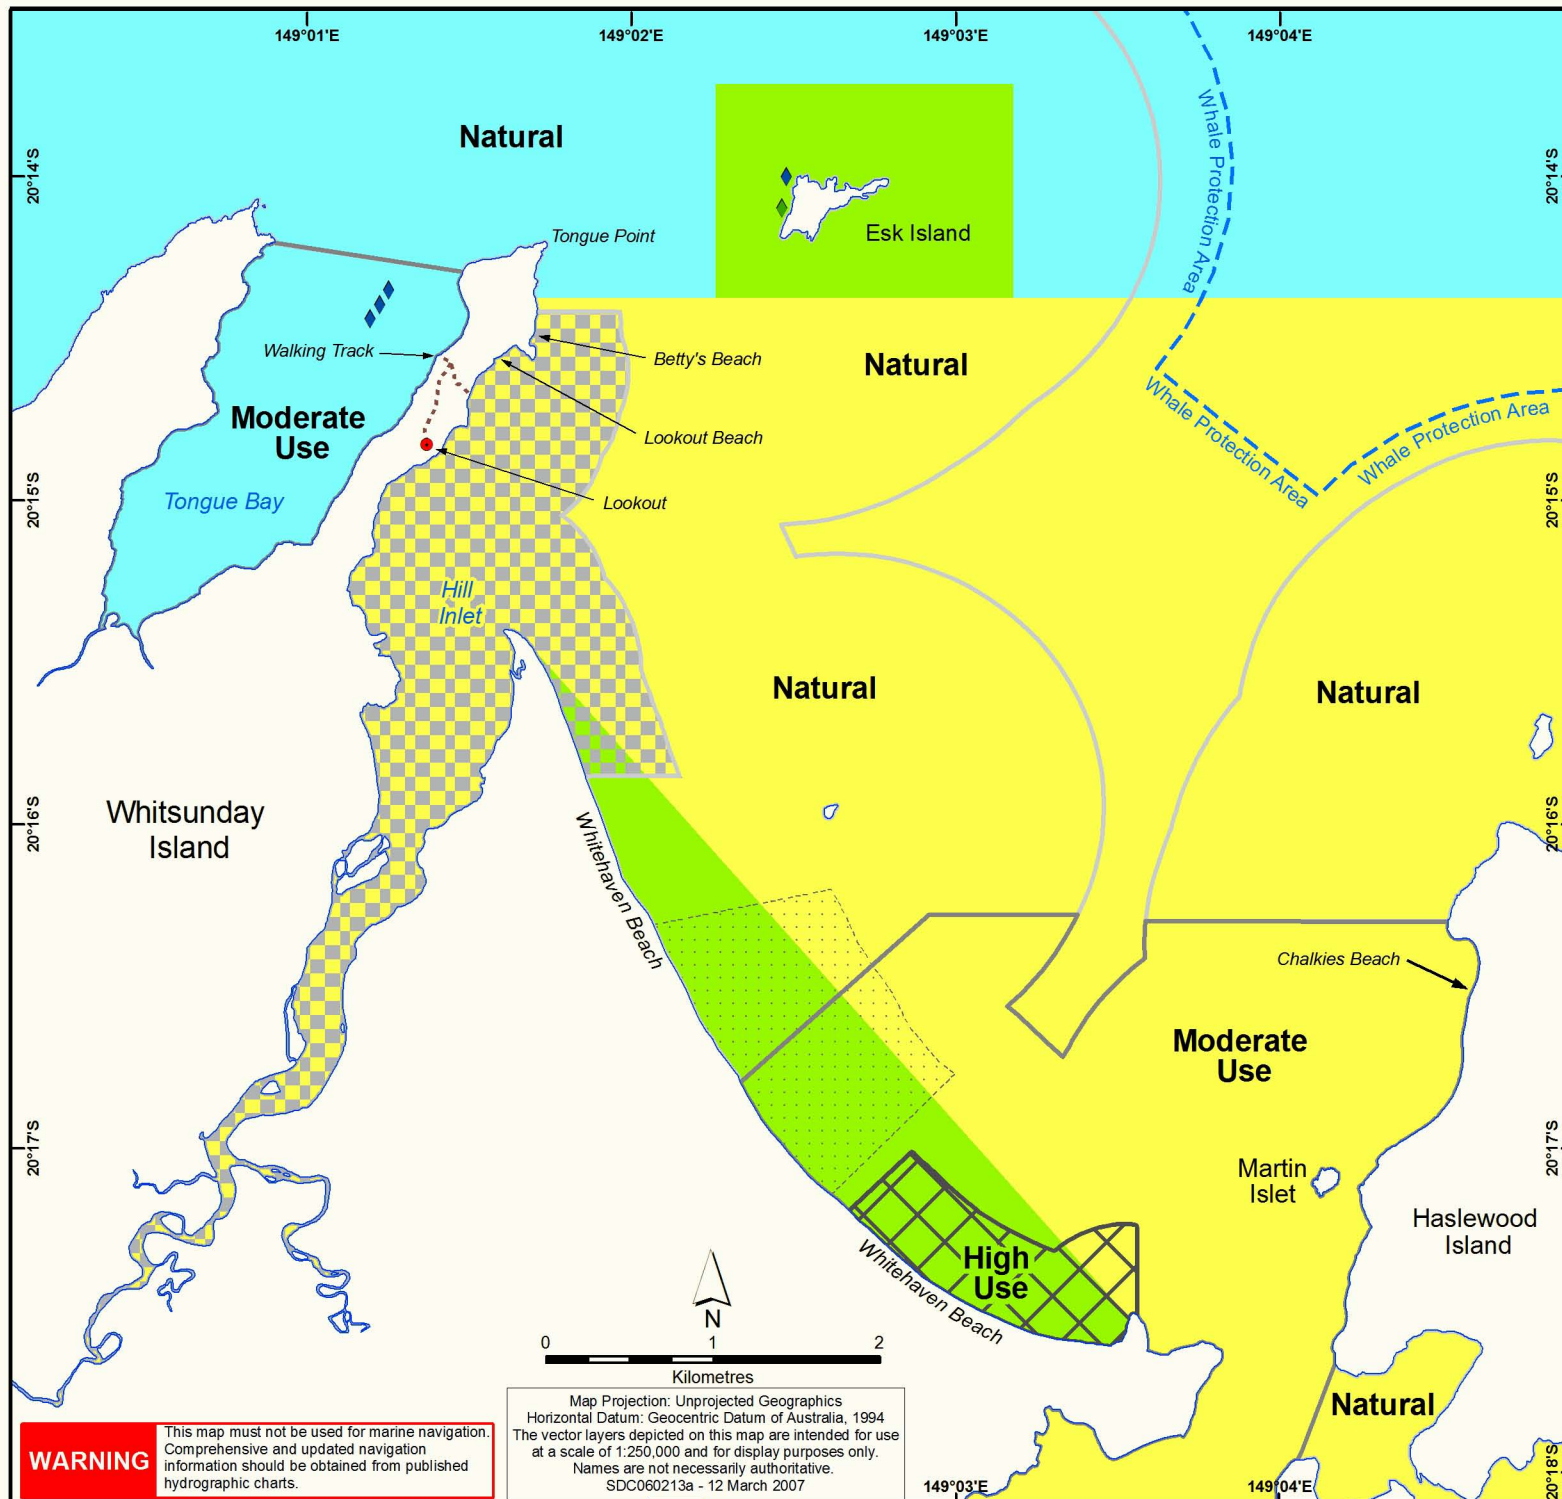 149°01'E
149°02'E
149°03'E
149°04'E
Natural
Whale Protection Area
Whale Protection Area
20°14'S
20°14'S
Esk Island
Tongue Point
Walking Track
Betty's Beach
Natural
Moderate
Use
Lookout Beach
Whale Protection Area
Whale Protection Area
Tongue Bay
Lookout
20°15'S
20°15'S
Hill
Inlet
Natural
Natural
Whitsunday
Island
20°16'S
20°16'S
Whitehaven Beach
Chalkies Beach
Moderate
Use
20°17'S
20°17'S
Martin
Islet
Haslewood
Island
High
Use
Whitehaven Beach
N
0 1 2
Kilometres
Natural
Map Projection: Unprojected Geographics
Horizontal Datum: Geocentric Datum of Australia, 1994
The vector layers depicted on this map are intended for use
at a scale of 1:250,000 and for display purposes only.
Names are not necessarily authoritative.
SDC060213a - 12 March 2007
WARNING
This map must not be used for marine navigation.
Comprehensive and updated navigation
information should be obtained from published
hydrographic charts.
149°03'E
149°04'E
20°18'S